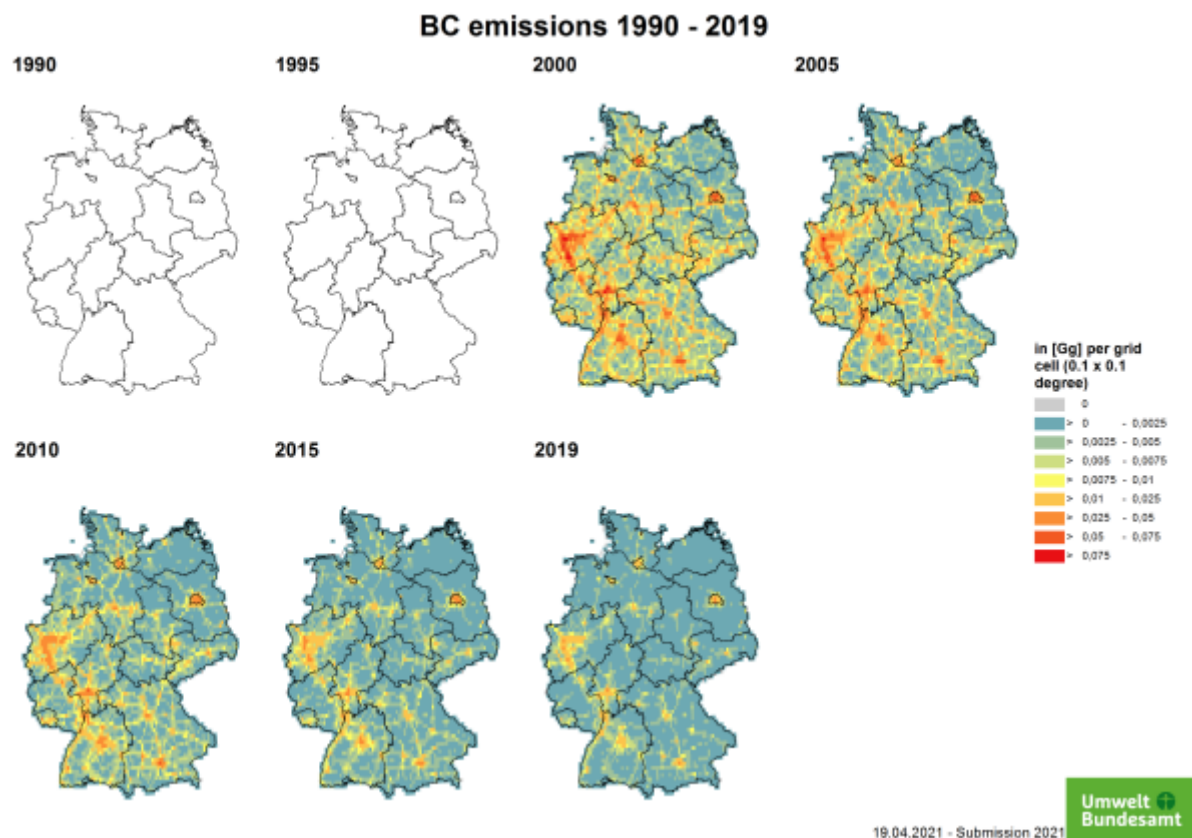 BC emissions 1990 - 2019
1990
1995
2000
2005
in [Gg] per grid
cell (0.1 x 0.1
degree)
0
> 0 - 0,0025
> 0,0025 - 0,005
> 0,005 - 0,0075
> 0,0075 - 0,01
> 0,01 - 0,025
> 0,025 - 0,05
> 0,05 - 0,075
> 0,075
2010
2015
2019
Umwelt
Bundesamt
19.04.2021 - Submission 2021